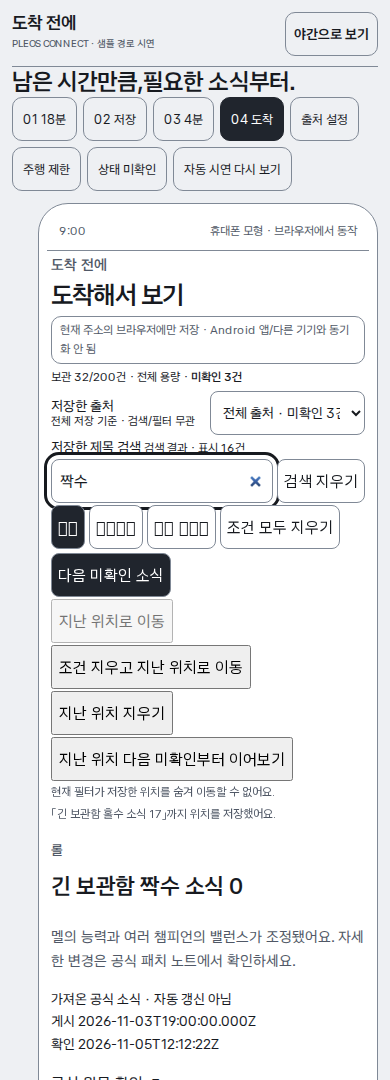 도착 전에
PLEOS CONNECT · 샘플 경로 시연
야간으로 보기
남은 시간만큼,필요한 소식부터.
01 18분
02 저장
03 4분
04 도착
출처 설정
주행 제한
상태 미확인
자동 시연 다시 보기
9:00
휴대폰 모형 · 브라우저에서 동작
도착 전에
도착해서 보기
현재 주소의 브라우저에만 저장 · Android 앱/다른 기기와 동기
화 안 됨
보관 32/200건 · 전체 용량 · 미확인 3건
저장한 출처
전체 저장 기준 · 검색/필터 무관
전체 출처 · 미확인 3건
저장한 제목 검색 검색 결과 · 표시 16건
짝수
검색 지우기
조건 모두 지우기
다음 미확인 소식
지난 위치로 이동
조건 지우고 지난 위치로 이동
지난 위치 지우기
지난 위치 다음 미확인부터 이어보기
현재 필터가 저장한 위치를 숨겨 이동할 수 없어요.
「긴 보관함 홀수 소식 17」까지 위치를 저장했어요.
롤
긴 보관함 짝수 소식 0
멜의 능력과 여러 챔피언의 밸런스가 조정됐어요. 자세
한 변경은 공식 패치 노트에서 확인하세요.
가져온 공식 소식 · 자동 갱신 아님
게시 2026-11-03T19:00:00.000Z
확인 2026-11-05T12:12:22Z